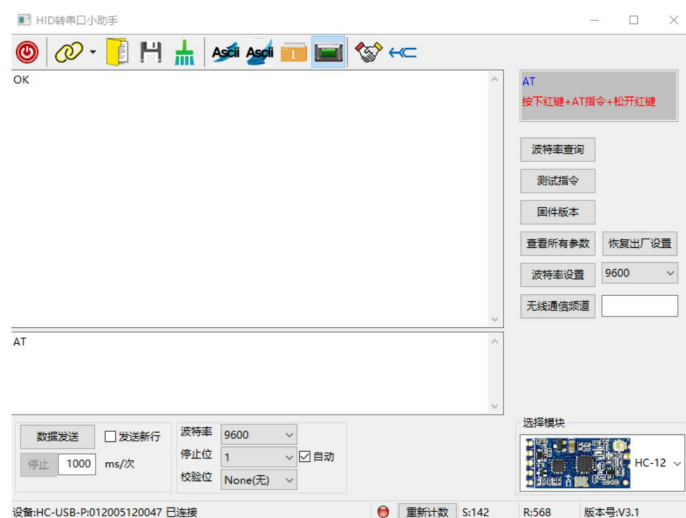 HID转串口小助手
Ascii Ascii 1
OK
AT
按下红键+AT指令+松开红键
波特率查询
测试指令
固件版本
查看所有参数 恢复出厂设置
波特率设置 9600
无线通信频道
AT
数据发送 发送新行
停止 1000 ms/次
波特率 9600
停止位 1 自动
校验位 None(无)
选择模块
HC-12
设备:HC-USB-P:012005120047 已连接 重新计数 S:142 R:568 版本号:V3.1